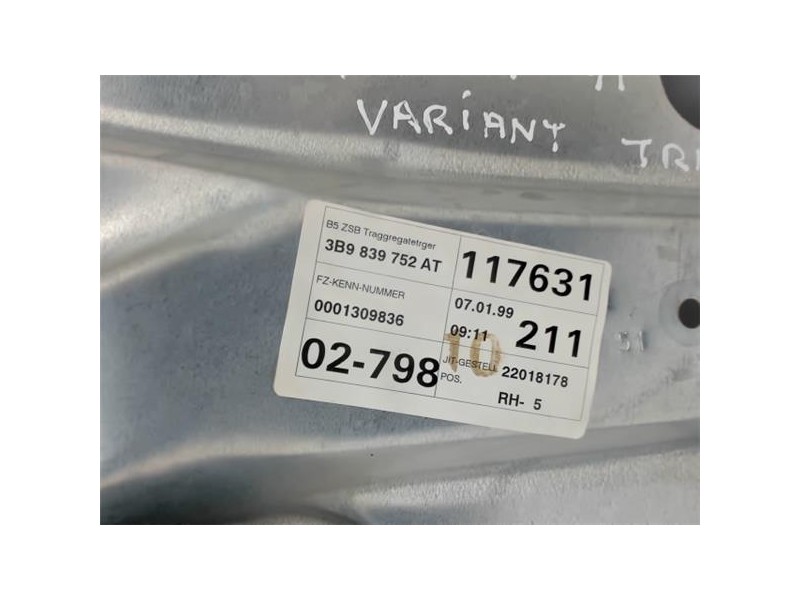 VARiANT
B5 ZSB Traggregatetrger
3B9 839 752 AT
117631
FZ-KENN-NUMMER
0001309836
07.01.99
09:11
211
10
02-798
JIT-GESTELL 22018178
POS.
RH- 5